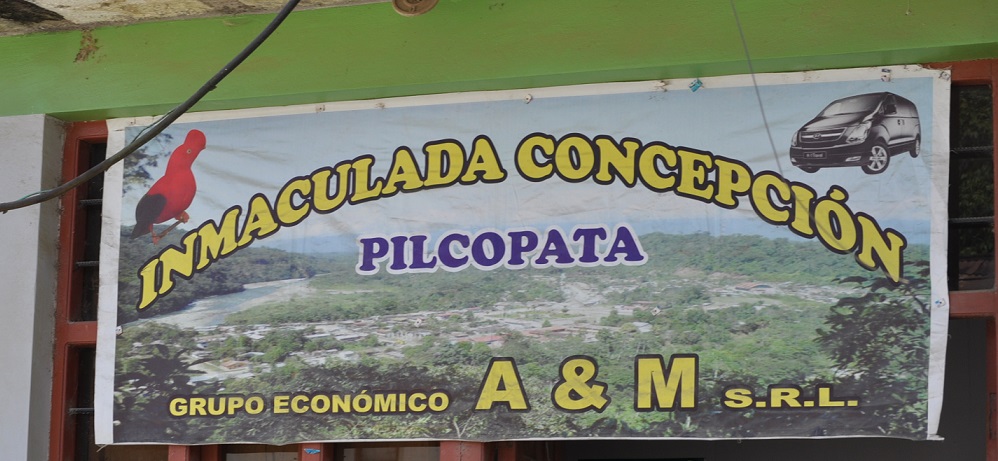 INMACULADA CONCEPCIÓN
PILCOPATA
GRUPO ECONÓMICO A & M S.R.L.